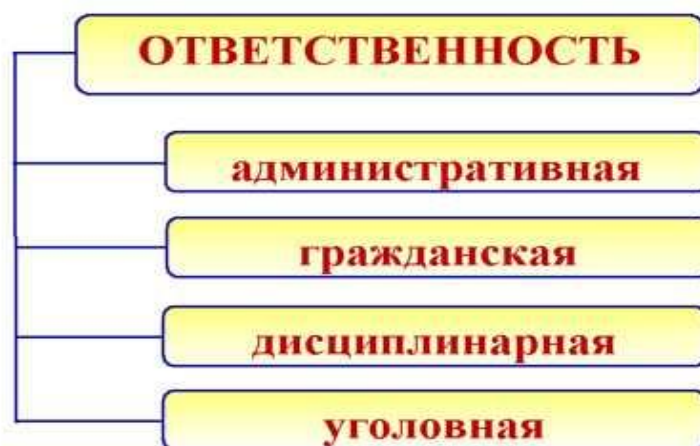 ОТВЕТСТВЕННОСТЬ
административная
гражданская
дисциплинарная
уголовная